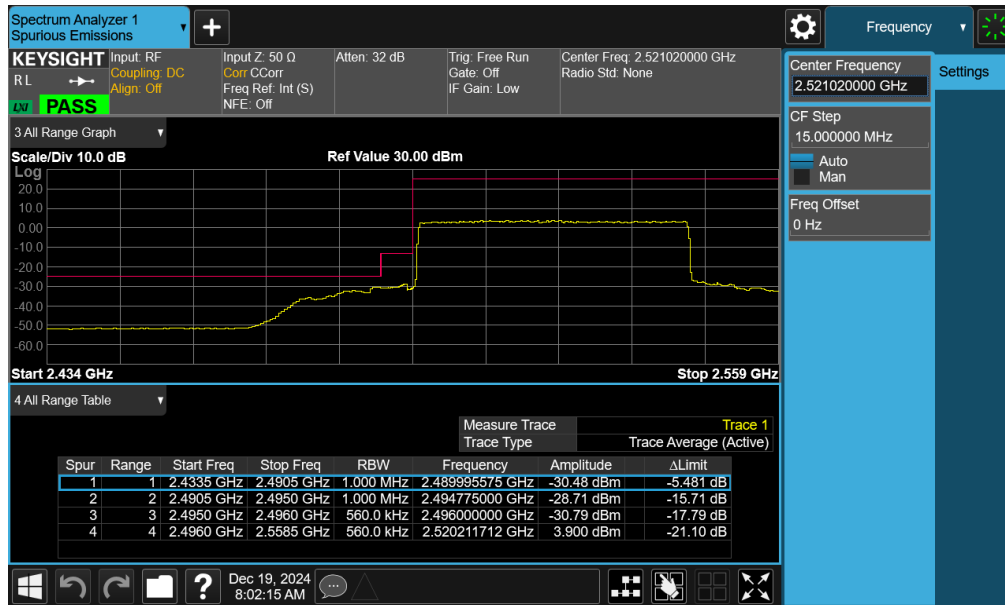 Spectrum Analyzer 1
Spurious Emissions
+
Frequency
KEYSIGHT
R L
LXI
PASS
Input: RF
Coupling: DC
Align: Off
Input Z: 50 Ω
Corr CCorr
Freq Ref: Int (S)
NFE: Off
Atten: 32 dB
Trig: Free Run
Gate: Off
IF Gain: Low
Center Freq: 2.521020000 GHz
Radio Std: None
Center Frequency
2.521020000 GHz
Settings
CF Step
15.000000 MHz
Auto
Man
Freq Offset
0 Hz
3 All Range Graph
Scale/Div 10.0 dB
Ref Value 30.00 dBm
Log
20.0
10.0
0.00
-10.0
-20.0
-30.0
-40.0
-50.0
-60.0
Start 2.434 GHz
Stop 2.559 GHz
4 All Range Table
Measure Trace Trace 1
Trace Type Trace Average (Active)
Spur Range Start Freq Stop Freq RBW Frequency Amplitude ΔLimit
1 1 2.4335 GHz 2.4905 GHz 1.000 MHz 2.489995575 GHz -30.48 dBm -5.481 dB
2 2 2.4905 GHz 2.4950 GHz 1.000 MHz 2.494775000 GHz -28.71 dBm -15.71 dB
3 3 2.4950 GHz 2.4960 GHz 560.0 kHz 2.496000000 GHz -30.79 dBm -17.79 dB
4 4 2.4960 GHz 2.5585 GHz 560.0 kHz 2.520211712 GHz 3.900 dBm -21.10 dB
?
Dec 19, 2024
8:02:15 AM